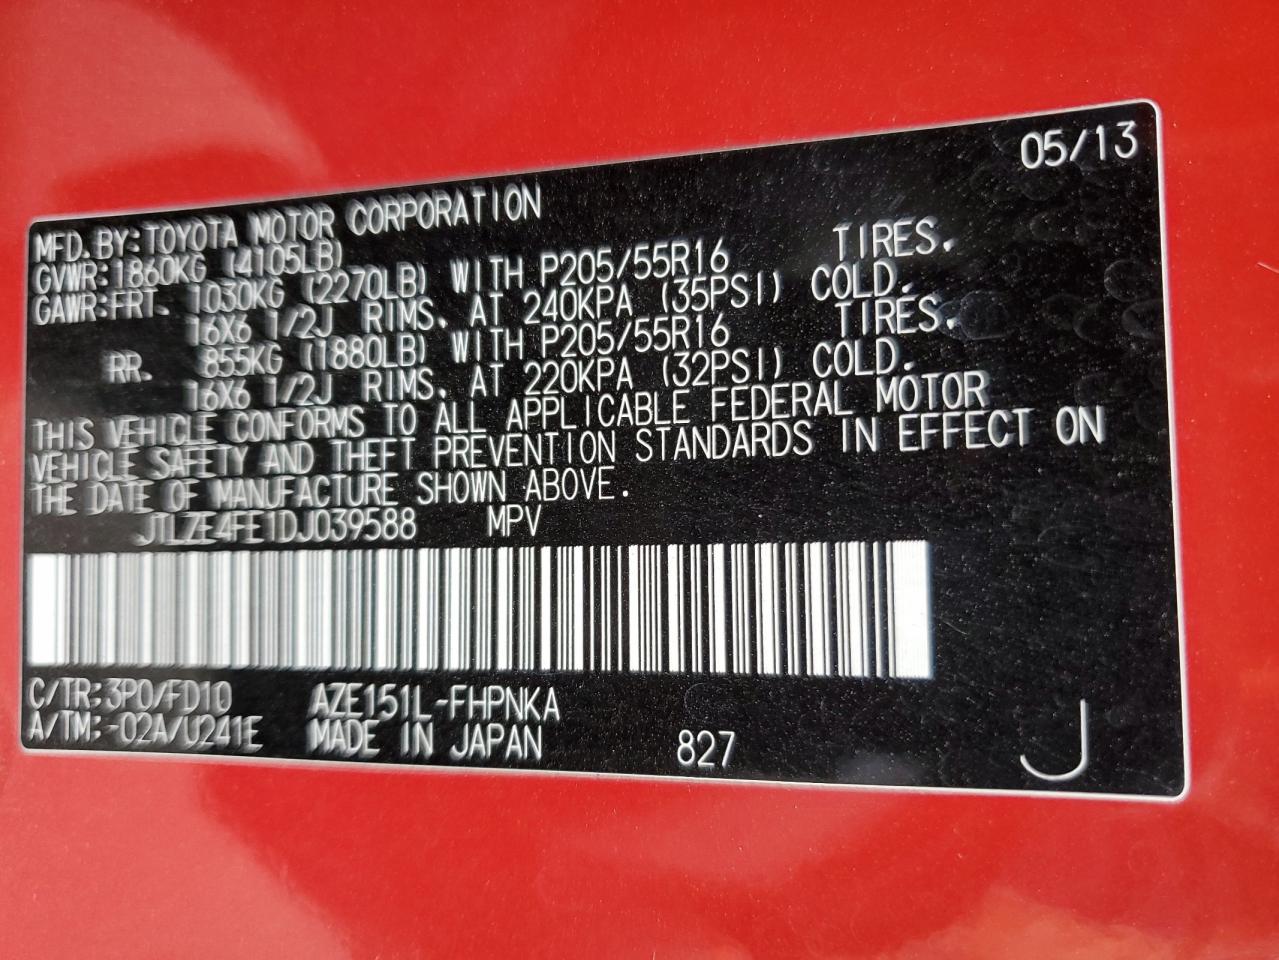 05/13
MFD. BY: TOYOTA MOTOR CORPORATION
GVWR: 1860KG (4105LB)
GAWR: FRT. 1030KG (2270LB) WITH P205/55R16 TIRES.
16X6 1/2J RIMS, AT 240KPA (35PSI) COLD.
RR. 855KG (1880LB) WITH P205/55R16 TIRES.
16X6 1/2J RIMS, AT 220KPA (32PSI) COLD.
THIS VEHICLE CONFORMS TO ALL APPLICABLE FEDERAL MOTOR
VEHICLE SAFETY AND THEFT PREVENTION STANDARDS IN EFFECT ON
THE DATE OF MANUFACTURE SHOWN ABOVE.
JTLZE4FE1DJ039588 MPV
C/TR: 3P0/FD10 AZE151L-FHPNKA
A/TM: -02A/U241E MADE IN JAPAN 827 J